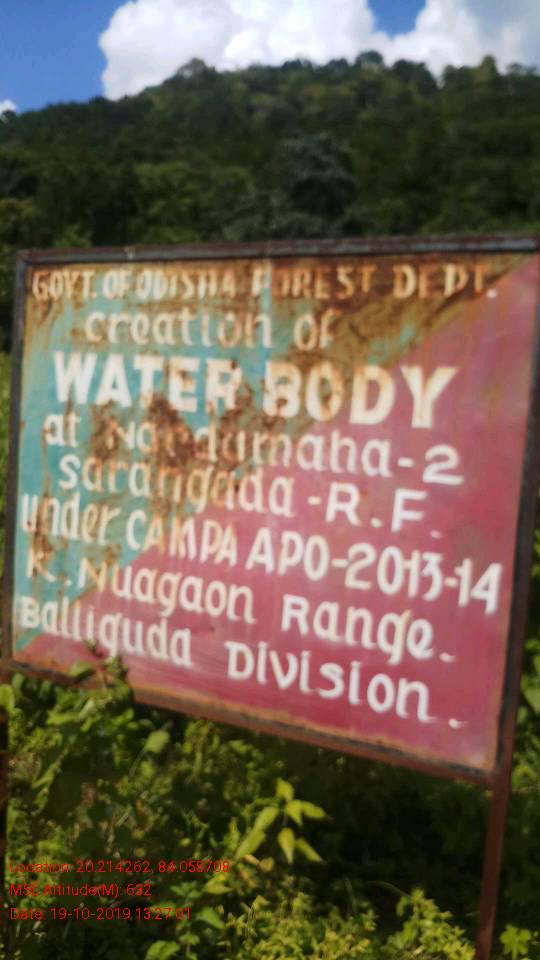 GOVT. OF ODISHA FOREST DEPT.
creation of
WATER BODY
at Nandamaha-2
Sarangada-R.F.
under CAMPA APO-2013-14
K.Nuagaon Range.
Balliguda Division.
Location: 20.214262, 84.058708
MSL Altitude(M): 632
Date: 19-10-2019 13:27:01